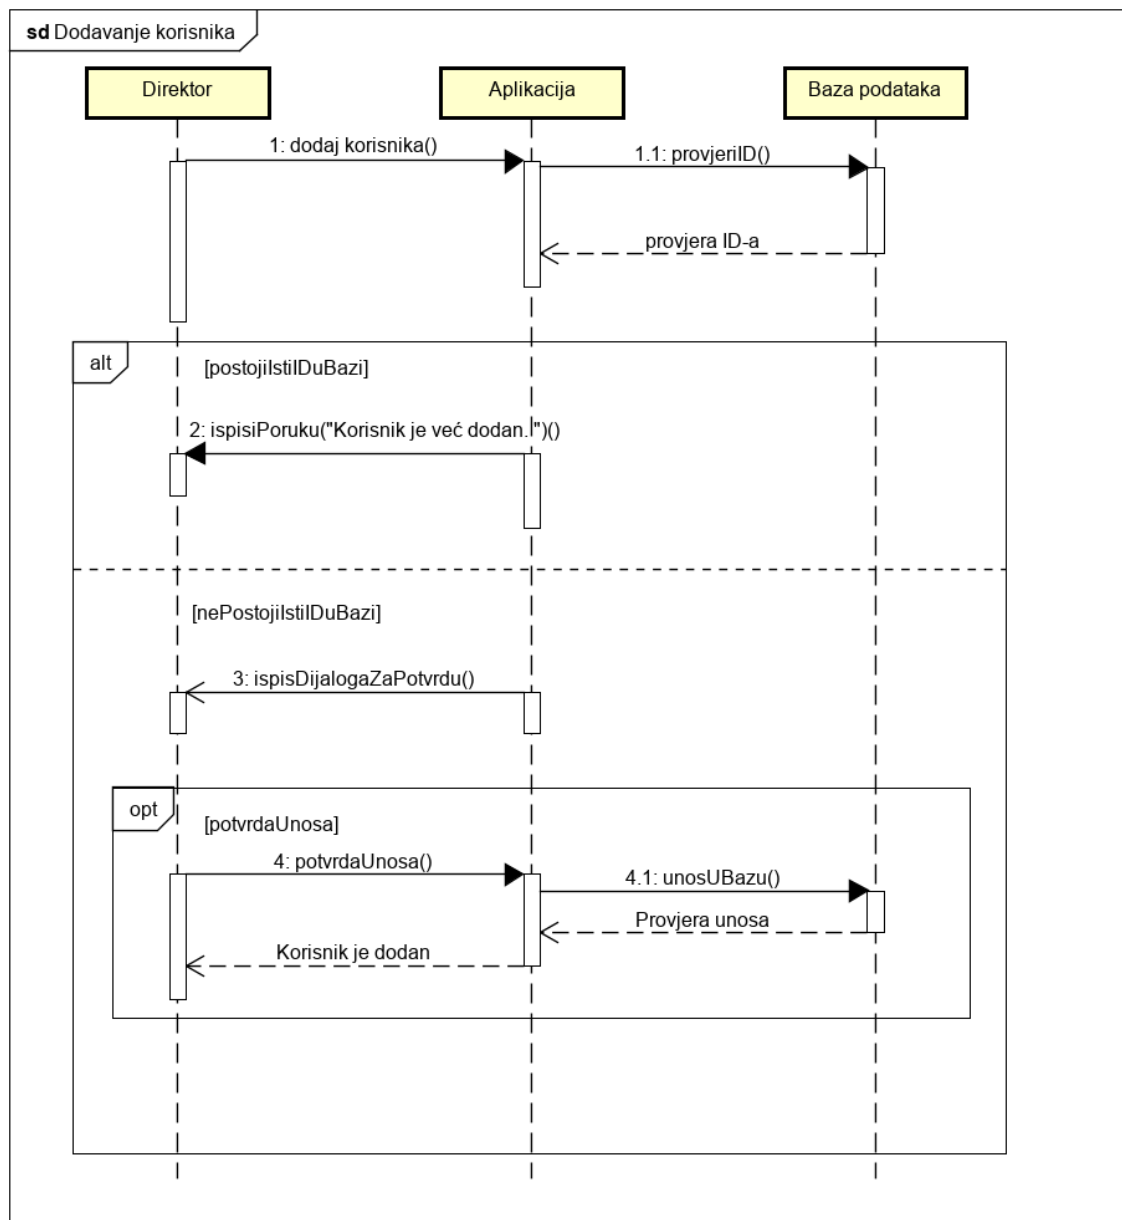 sd Dodavanje korisnika
Direktor
Aplikacija
Baza podataka
1: dodaj korisnika()
1.1: provjeriID()
provjera ID-a
alt
[postojiIstiIDuBazi]
2: ispisiPoruku("Korisnik je već dodan.")()
[nePostojiIstiIDuBazi]
3: ispisDijalogaZaPotvrdu()
opt
[potvrdaUnosa]
4: potvrdaUnosa()
4.1: unosUBazu()
Provjera unosa
Korisnik je dodan